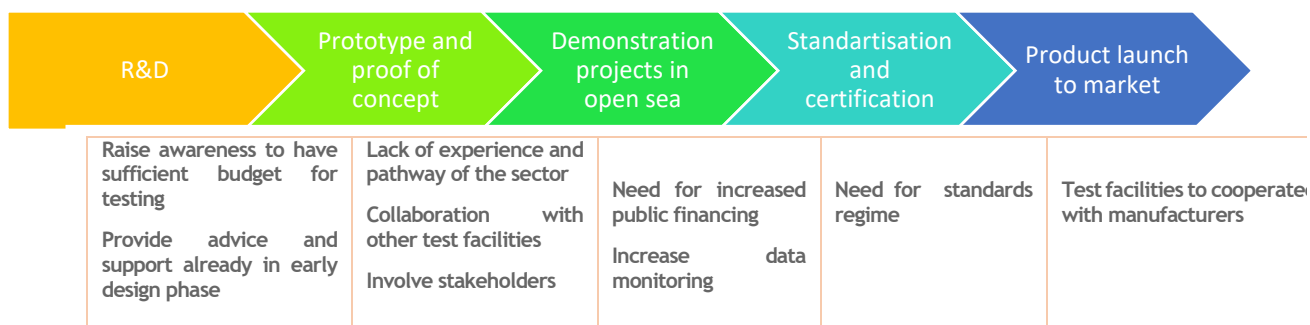 R&D
Prototype and
proof of
concept
Demonstration
projects in
open sea
Standartisation
and
certification
Product launch
to market
Raise awareness to have
sufficient budget for
testing
Provide advice and
support already in early
design phase
Lack of experience and
pathway of the sector
Collaboration with
other test facilities
Involve stakeholders
Need for increased
public financing
Increase data
monitoring
Need for standards
regime
Test facilities to cooperated
with manufacturers